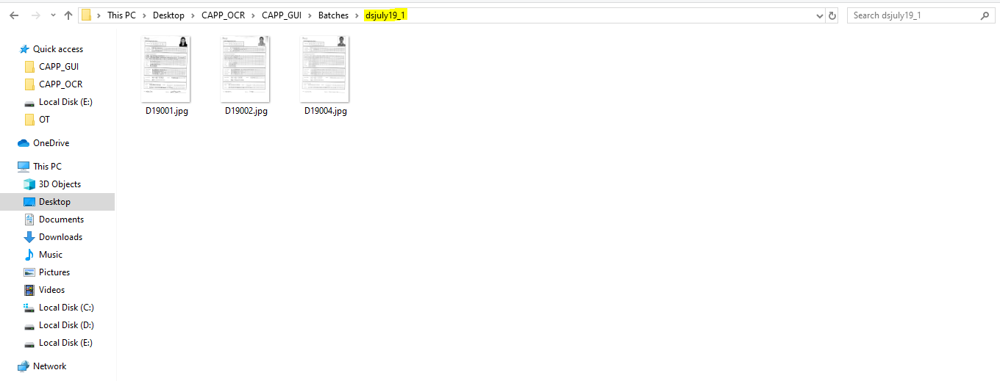 This PC > Desktop > CAPP_OCR > CAPP_GUI > Batches > dsjuly19_1
Search dsjuly19_1
Quick access
CAPP_GUI
CAPP_OCR
Local Disk (E:)
OT
OneDrive
This PC
3D Objects
Desktop
Documents
Downloads
Music
Pictures
Videos
Local Disk (C:)
Local Disk (D:)
Local Disk (E:)
Network
D19001.jpg
D19002.jpg
D19004.jpg